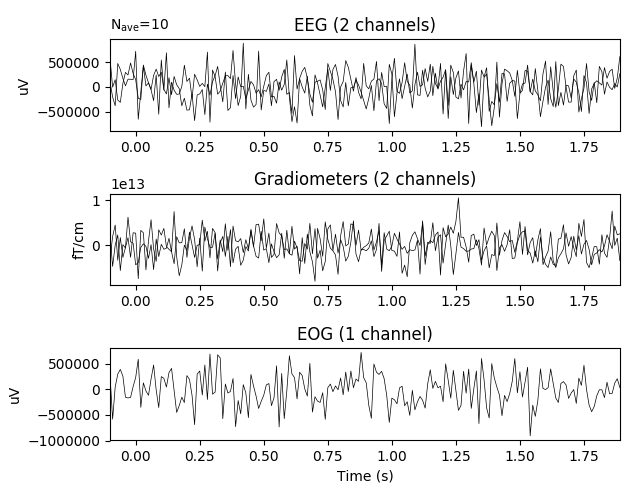 N_ave=10
EEG (2 channels)
uV
500000
0
−500000
0.00 0.25 0.50 0.75 1.00 1.25 1.50 1.75
1e13
Gradiometers (2 channels)
fT/cm
1
0
0.00 0.25 0.50 0.75 1.00 1.25 1.50 1.75
EOG (1 channel)
uV
500000
0
−500000
−1000000
0.00 0.25 0.50 0.75 1.00 1.25 1.50 1.75
Time (s)